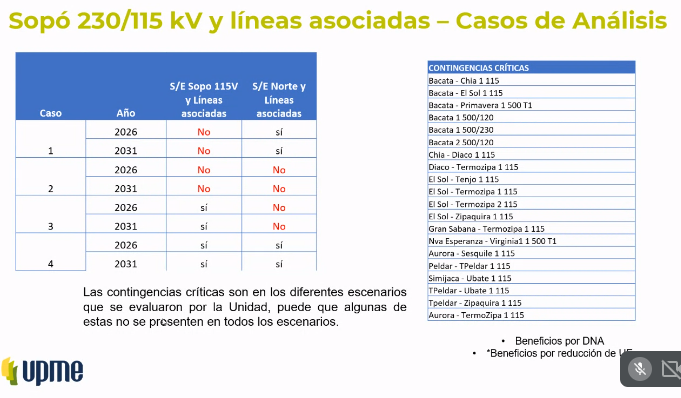 Sopó 230/115 kV y líneas asociadas – Casos de Análisis
Caso Año S/E Sopo 115V y Líneas asociadas S/E Norte y Líneas asociadas
1 2026 No sí
2031 No sí
2 2026 No No
2031 No No
3 2026 sí No
2031 sí No
4 2026 sí sí
2031 sí sí
Las contingencias críticas son en los diferentes escenarios
que se evaluaron por la Unidad, puede que algunas de
estas no se presenten en todos los escenarios.
CONTINGENCIAS CRÍTICAS
Bacata - Chia 1 115
Bacata - El Sol 1 115
Bacata - Primavera 1 500 T1
Bacata 1 500/120
Bacata 1 500/230
Bacata 2 500/120
Chia - Diaco 1 115
Diaco - Termozipa 1 115
El Sol - Tenjo 1 115
El Sol - Termozipa 1 115
El Sol - Termozipa 2 115
El Sol - Zipaquira 1 115
Gran Sabana - Termozipa 1 115
Nva Esperanza - Virginia1 1 500 T1
Aurora - Sesquile 1 115
Peldar - TPeldar 1 115
Simijaca - Ubate 1 115
TPeldar - Ubate 1 115
Tpeldar - Zipaquira 1 115
Aurora - TermoZipa 1 115
• Beneficios por DNA
• *Beneficios por reducción de
upme